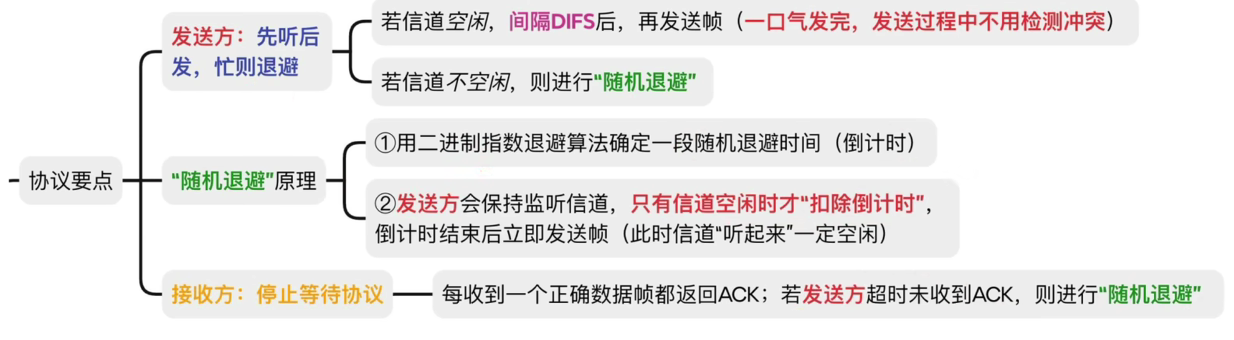 协议要点
发送方：先听后
发，忙则退避
若信道空闲，间隔DIFS后，再发送帧（一口气发完，发送过程中不用检测冲突）
若信道不空闲，则进行“随机退避”
“随机退避”原理
①用二进制指数退避算法确定一段随机退避时间（倒计时）
②发送方会保持监听信道，只有信道空闲时才“扣除倒计时”，
倒计时结束后立即发送帧（此时信道“听起来”一定空闲）
接收方：停止等待协议
每收到一个正确数据帧都返回ACK；若发送方超时未收到ACK，则进行“随机退避”